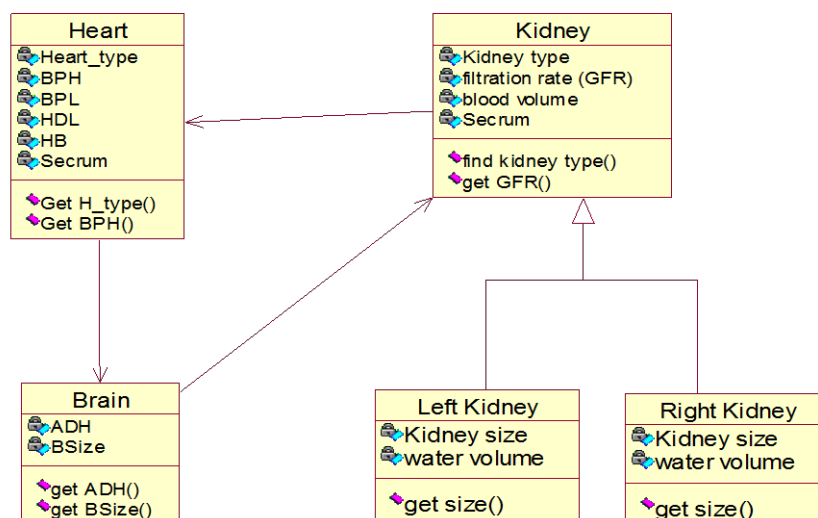 Heart
Heart_type
BPH
BPL
HDL
HB
Secrum
Get H_type()
Get BPH()
Kidney
Kidney type
filtration rate (GFR)
blood volume
Secrum
find kidney type()
get GFR()
Brain
ADH
BSize
get ADH()
get BSize()
Left Kidney
Kidney size
water volume
get size()
Right Kidney
Kidney size
water volume
get size()